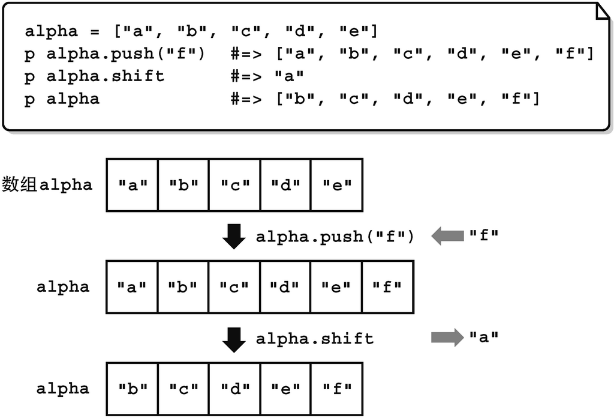 alpha = ["a", "b", "c", "d", "e"]
p alpha.push("f")  #=> ["a", "b", "c", "d", "e", "f"]
p alpha.shift      #=> "a"
p alpha            #=> ["b", "c", "d", "e", "f"]
数组alpha "a" "b" "c" "d" "e"
alpha.push("f") "f"
alpha "a" "b" "c" "d" "e" "f"
alpha.shift "a"
alpha "b" "c" "d" "e" "f"